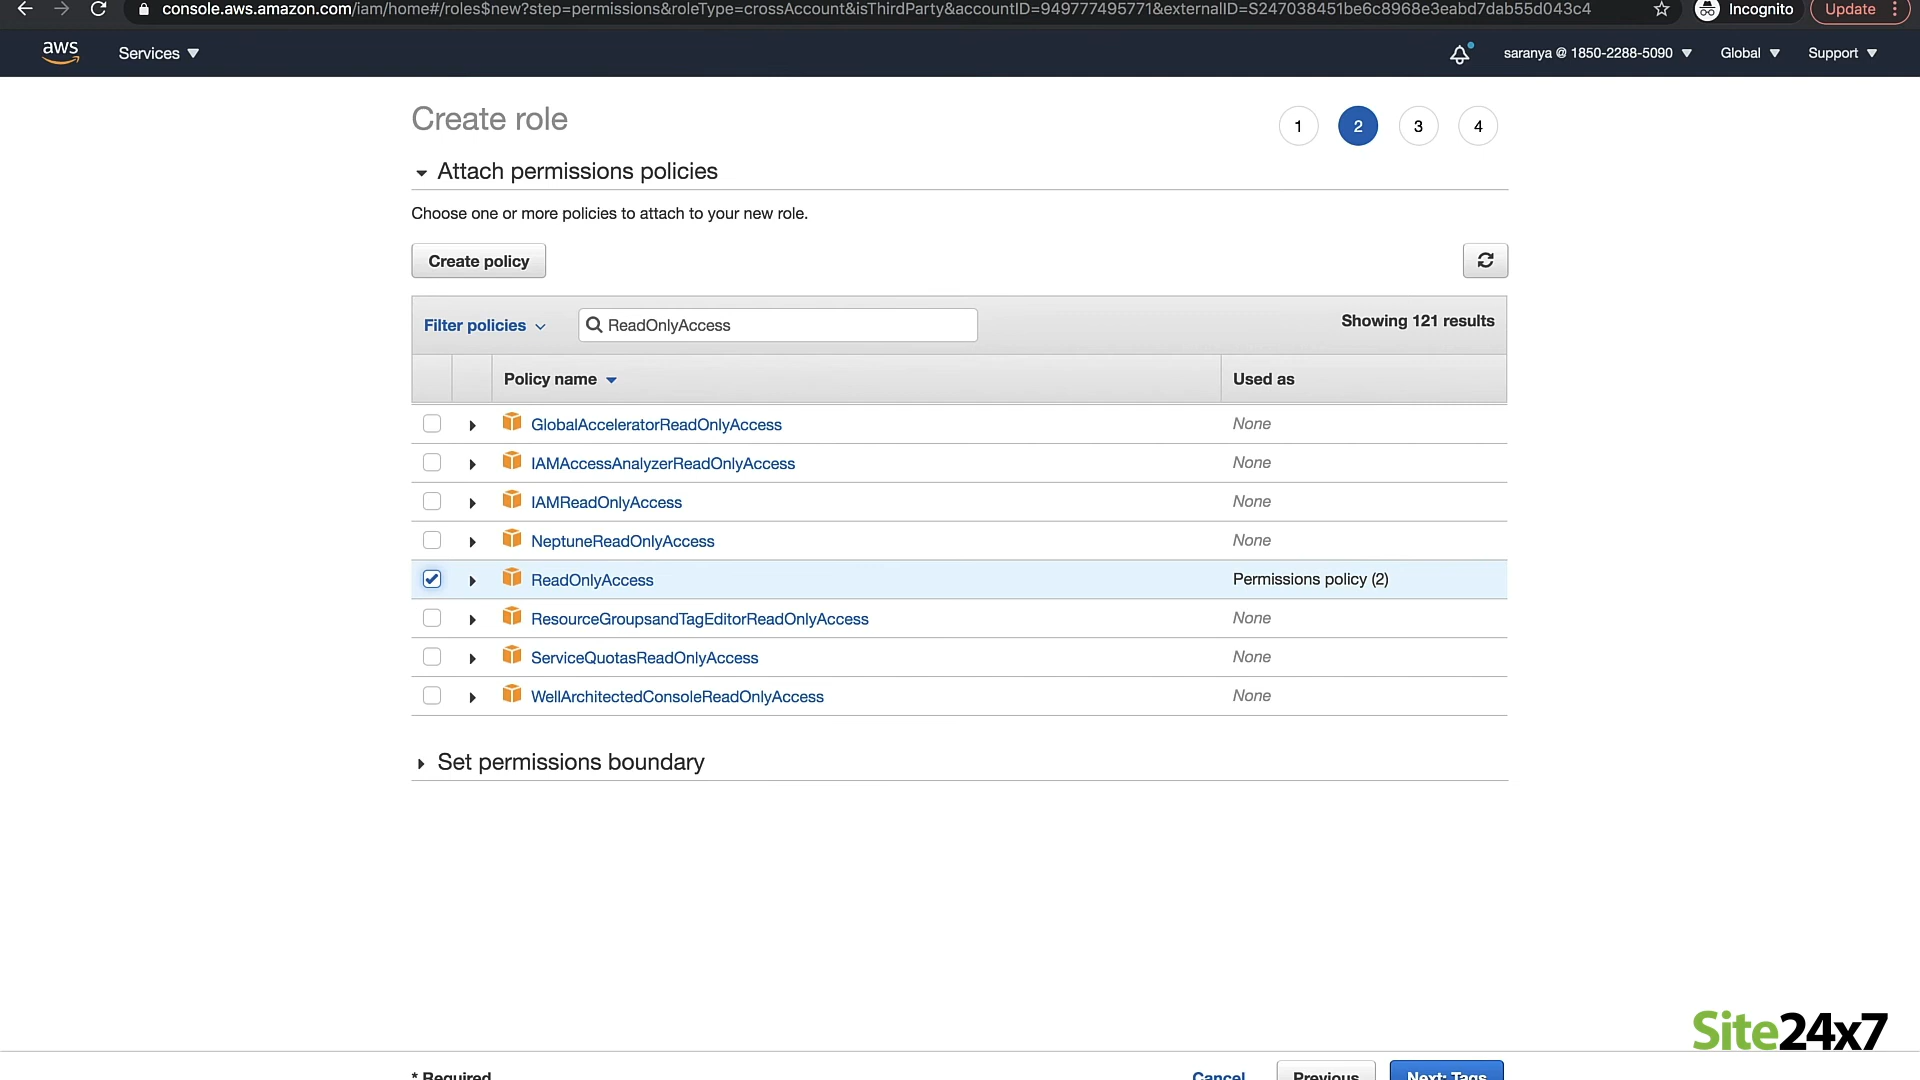 console.aws.amazon.com/iam/home#/roles$new?step=permissions&roleType=crossAccount&isThirdParty&accountID=949777495771&externalID=S247038451be6c8968e3eabd7dab55d043c4
Incognito
Update
aws
Services
saranya @ 1850-2288-5090
Global
Support
Create role
1
2
3
4
Attach permissions policies
Choose one or more policies to attach to your new role.
Create policy
Filter policies
ReadOnlyAccess
Showing 121 results
Policy name
Used as
GlobalAcceleratorReadOnlyAccess
None
IAMAccessAnalyzerReadOnlyAccess
None
IAMReadOnlyAccess
None
NeptuneReadOnlyAccess
None
ReadOnlyAccess
Permissions policy (2)
ResourceGroupsandTagEditorReadOnlyAccess
None
ServiceQuotasReadOnlyAccess
None
WellArchitectedConsoleReadOnlyAccess
None
Set permissions boundary
Site24x7
* Required
Cancel
Previous
Next: Tags